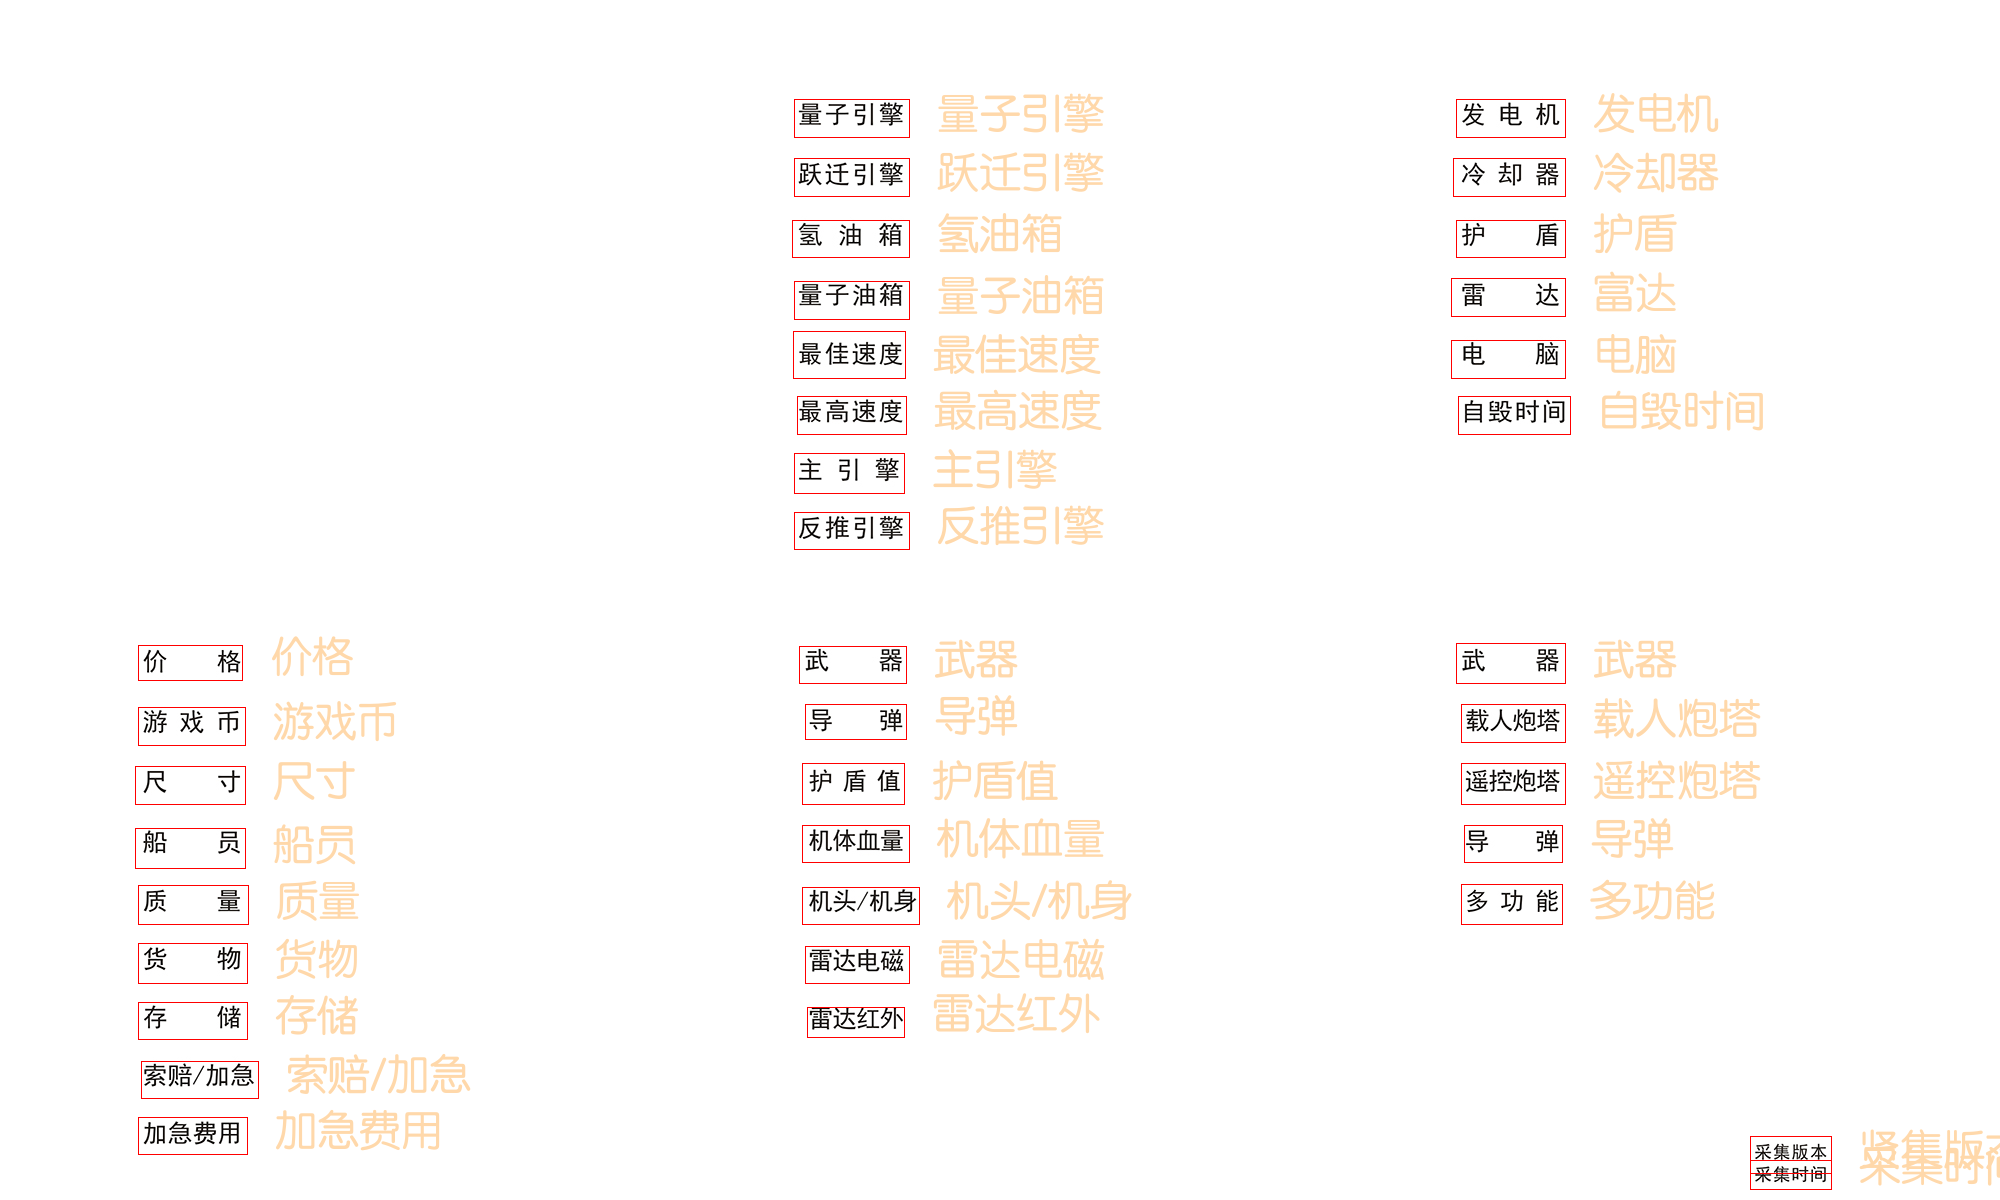 量子引擎 量子引擎
跃迁引擎 跃迁引擎
氢油箱 氢油箱
量子油箱 量子油箱
最佳速度 最佳速度
最高速度 最高速度
主引擎 主引擎
反推引擎 反推引擎
发电机 发电机
冷却器 冷却器
护盾 护盾
雷达 富达
电脑 电脑
自毁时间 自毁时间
价格 价格
游戏币 游戏币
尺寸 尺寸
船员 船员
质量 质量
货物 货物
存储 存储
索赔/加急 索赔/加急
加急费用 加急费用
武器 武器
导弹 导弹
护盾值 护盾值
机体血量 机体血量
机头/机身 机头/机身
雷达电磁 雷达电磁
雷达红外 雷达红外
武器 武器
载人炮塔 载人炮塔
遥控炮塔 遥控炮塔
导弹 导弹
多功能 多功能
采集版本 紧集版本
采集时间 采集时间